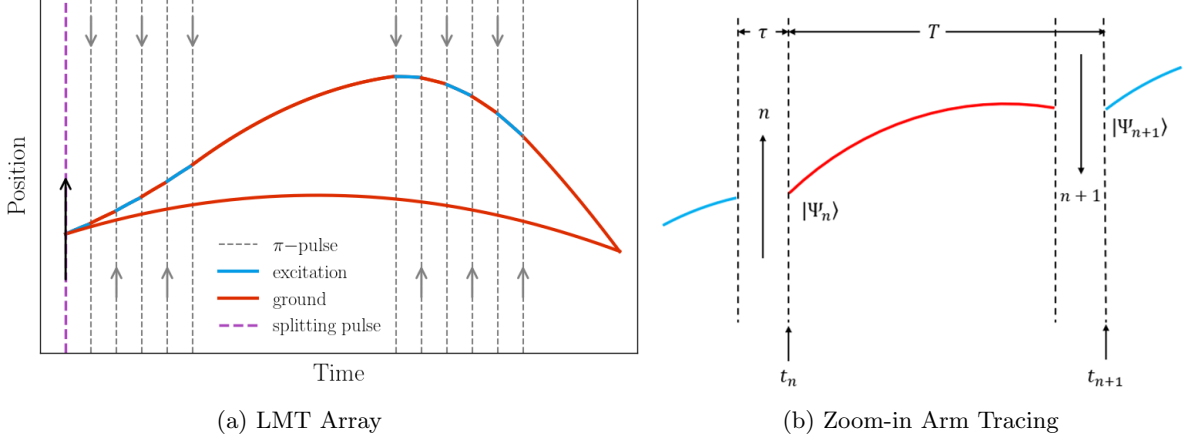 Position
π−pulse
excitation
ground
splitting pulse
Time
(a) LMT Array
τ
T
n
|Ψₙ⟩
n + 1
|Ψₙ₊₁⟩
tₙ
tₙ₊₁
(b) Zoom-in Arm Tracing